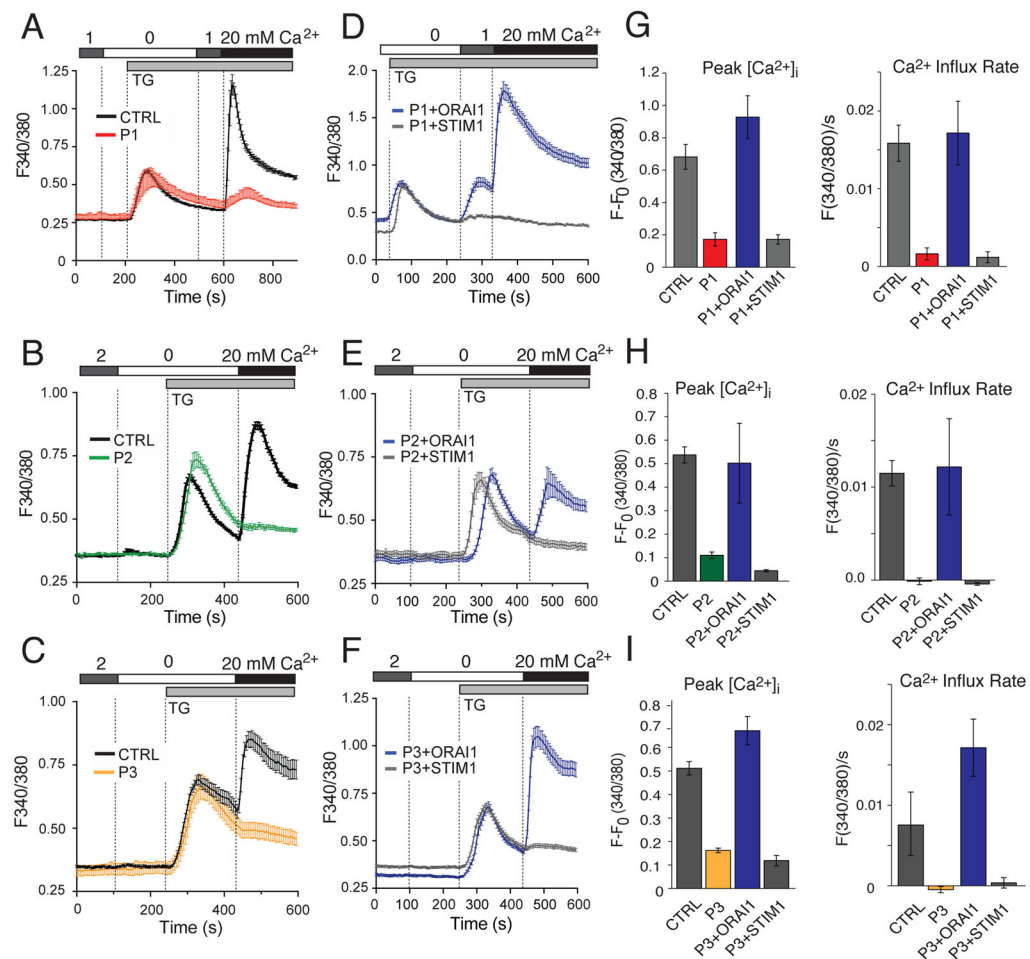 A
1 0 1 20 mM Ca²⁺
TG
CTRL
P1
F340/380
1.25
1.00
0.75
0.50
0.25
0
0 200 400 600 800
Time (s)
D
0 1 20 mM Ca²⁺
TG
P1+ORAI1
P1+STIM1
F340/380
2.0
1.5
1.0
0.5
0.0
0 100 200 300 400 500 600
Time (s)
G
Peak [Ca²⁺]i
F-F₀ (340/380)
1.0
0.8
0.6
0.4
0.2
0
CTRL
P1
P1+ORAI1
P1+STIM1
Ca²⁺ Influx Rate
F(340/380)/s
0.02
0.01
0.00
CTRL
P1
P1+ORAI1
P1+STIM1
B
2 0 20 mM Ca²⁺
TG
CTRL
P2
F340/380
1.00
0.75
0.50
0.25
0 200 400 600
Time (s)
E
2 0 20 mM Ca²⁺
TG
P2+ORAI1
P2+STIM1
F340/380
1.00
0.75
0.50
0.25
0 100 200 300 400 500 600
Time (s)
H
Peak [Ca²⁺]i
F-F₀ (340/380)
0.8
0.7
0.6
0.5
0.4
0.3
0.2
0.1
0
CTRL
P2
P2+ORAI1
P2+STIM1
Ca²⁺ Influx Rate
F(340/380)/s
0.02
0.01
0.0
CTRL
P2
P2+ORAI1
P2+STIM1
C
2 0 20 mM Ca²⁺
TG
CTRL
P3
F340/380
1.00
0.75
0.50
0.25
0 200 400 600
Time (s)
F
2 0 20 mM Ca²⁺
TG
P3+ORAI1
P3+STIM1
F340/380
1.25
1.00
0.75
0.50
0.25
0 100 200 300 400 500 600
Time (s)
I
Peak [Ca²⁺]i
F-F₀ (340/380)
0.8
0.6
0.5
0.4
0.2
0.1
0
CTRL
P3
P3+ORAI1
P3+STIM1
Ca²⁺ Influx Rate
F(340/380)/s
0.02
0.01
0
CTRL
P3
P3+ORAI1
P3+STIM1